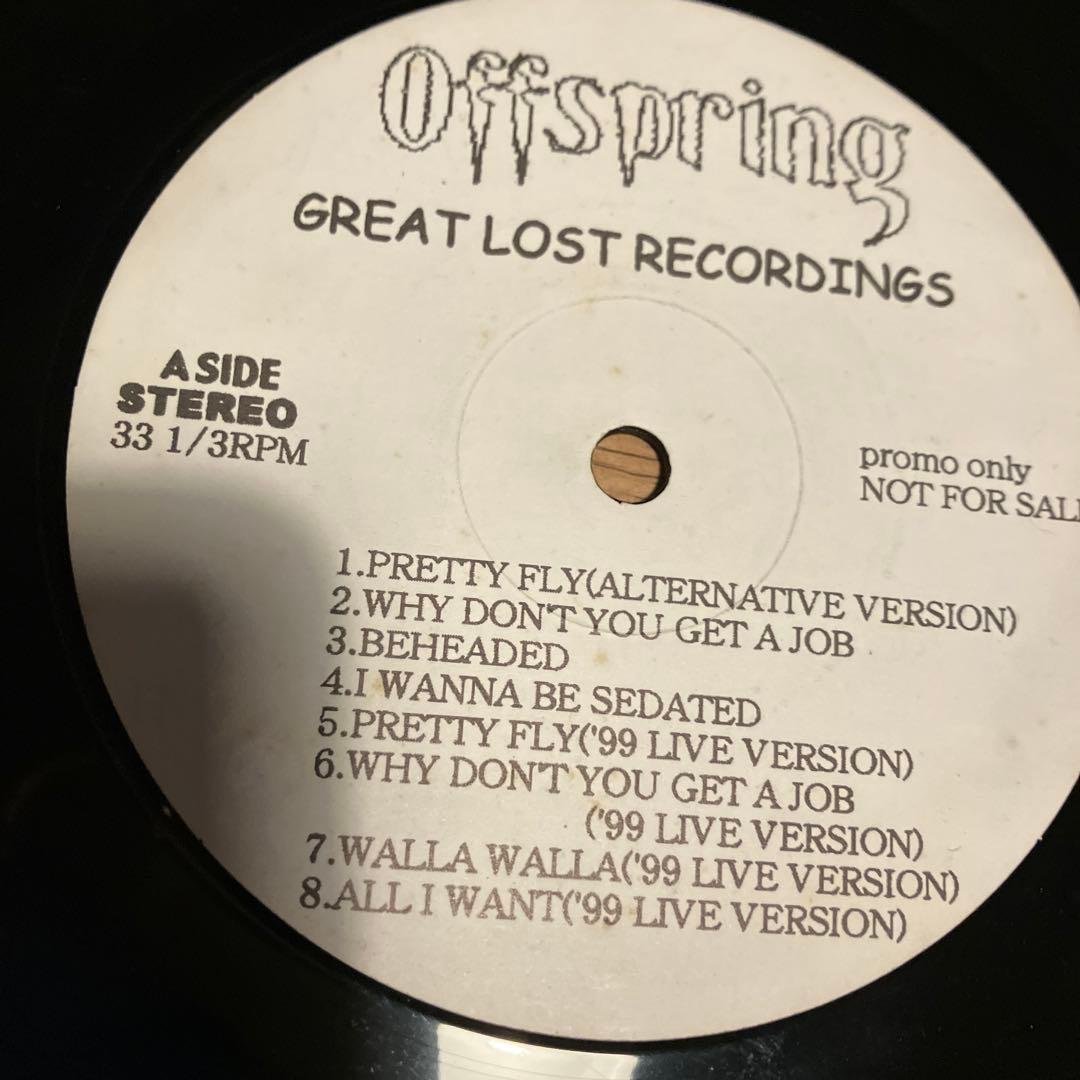 Offspring
GREAT LOST RECORDINGS
A SIDE
STEREO
33 1/3RPM
promo only
NOT FOR SAL
1.PRETTY FLY(ALTERNATIVE VERSION)
2.WHY DON'T YOU GET A JOB
3.BEHEADED
4.I WANNA BE SEDATED
5.PRETTY FLY('99 LIVE VERSION)
6.WHY DON'T YOU GET A JOB
('99 LIVE VERSION)
7.WALLA WALLA('99 LIVE VERSION)
8.ALL I WANT('99 LIVE VERSION)